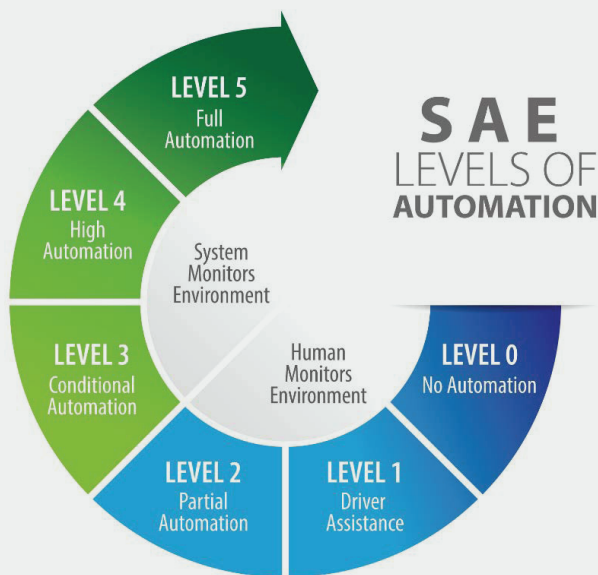 SAE
LEVELS OF
AUTOMATION
LEVEL 0
No Automation
LEVEL 1
Driver
Assistance
LEVEL 2
Partial
Automation
LEVEL 3
Conditional
Automation
LEVEL 4
High
Automation
LEVEL 5
Full
Automation
System
Monitors
Environment
Human
Monitors
Environment